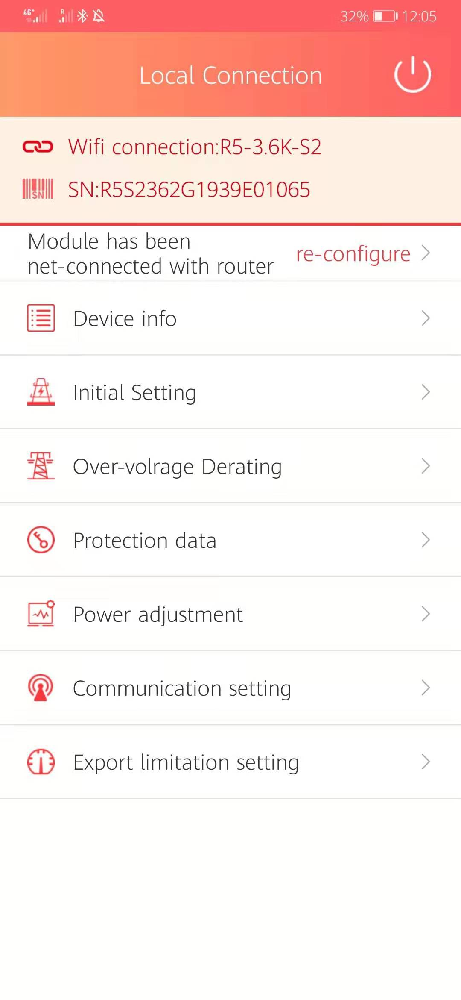 4G+
R
32% 12:05
Local Connection
Wifi connection:R5-3.6K-S2
SN
SN:R5S2362G1939E01065
Module has been
net-connected with router
re-configure
Device info
Initial Setting
Over-volrage Derating
Protection data
Power adjustment
Communication setting
Export limitation setting